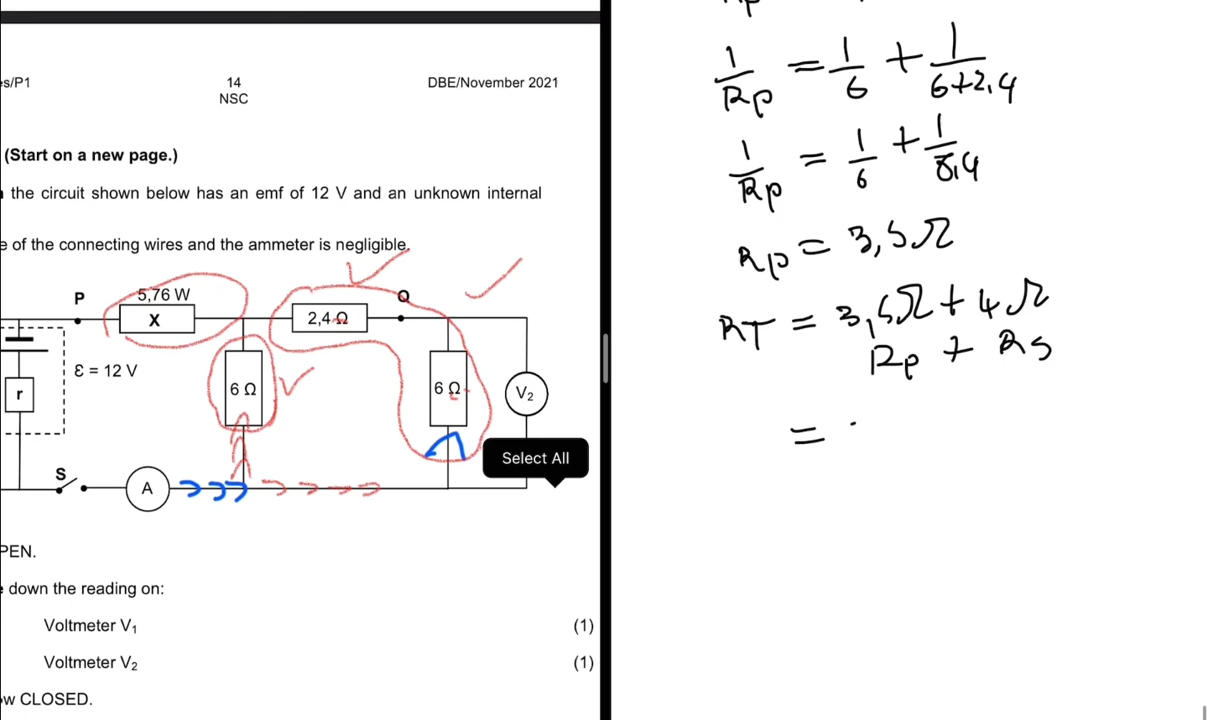 s/P1
14
DBE/November 2021
NSC
(Start on a new page.)
the circuit shown below has an emf of 12 V and an unknown internal
e of the connecting wires and the ammeter is negligible.
P
5,76 W
Q
X
2,4 Ω
Ɛ = 12 V
6 Ω
6 Ω
V2
r
Select All
S
A
PEN.
down the reading on:
Voltmeter V₁
(1)
Voltmeter V₂
(1)
w CLOSED.
1/Rp = 1/6 + 1/6+2,4
1/Rp = 1/6 + 1/8,4
Rp = 3,5Ω
RT = 3,5Ω + 4Ω
Rp + Rs
=